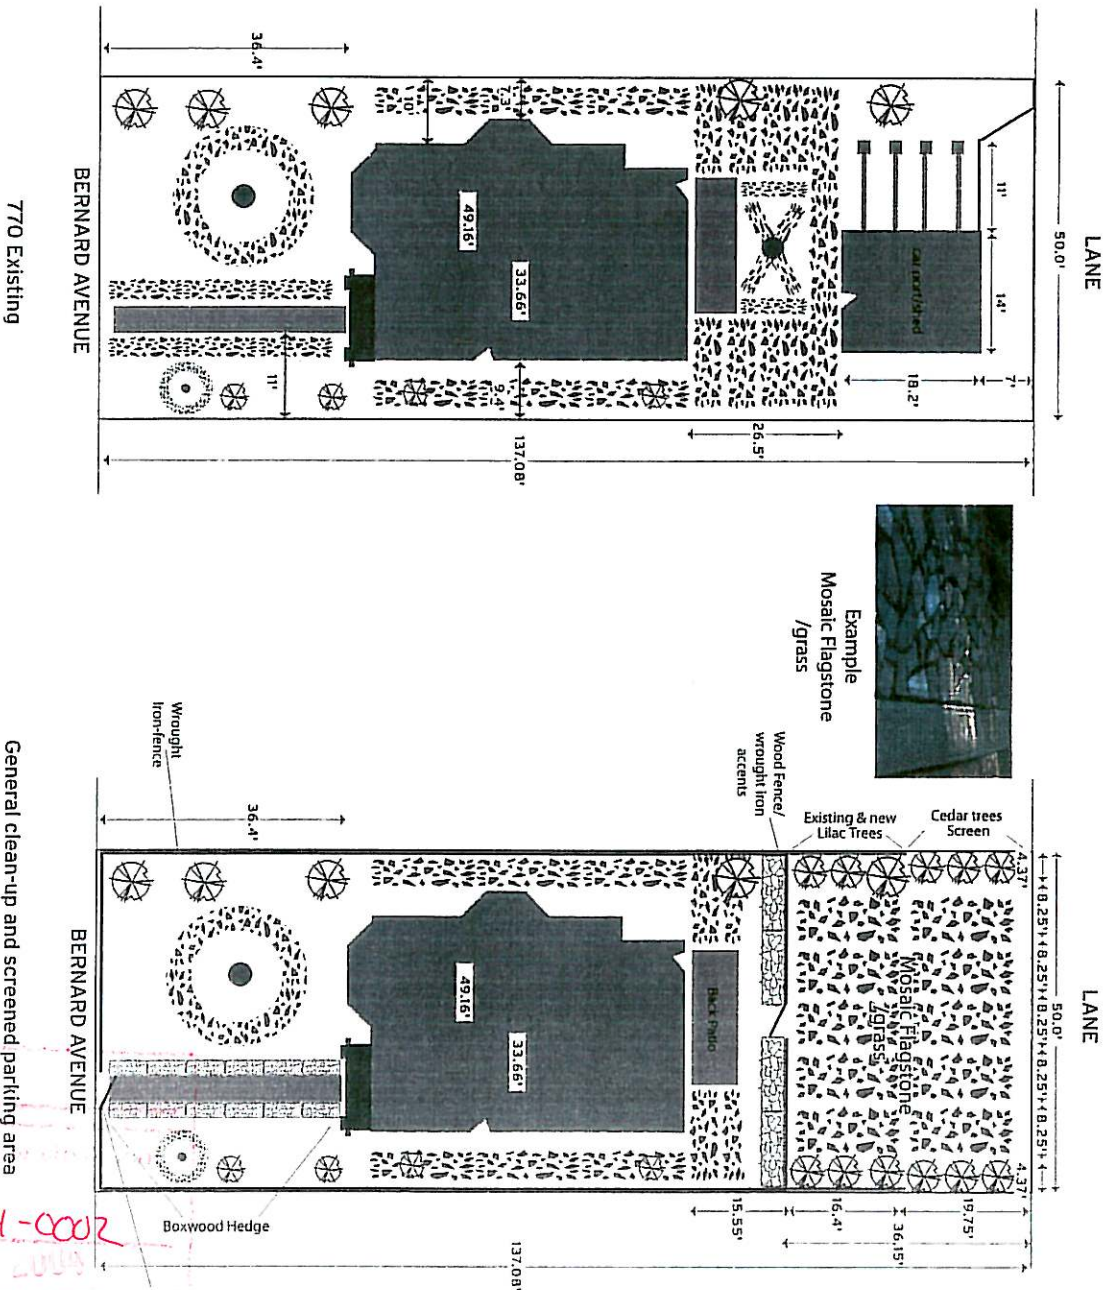 LANE
50.0'
11'
14'
7'
18.2'
carport/shed
26.5'
137.08'
7.3'
10'
49.16'
33.66'
9.4'
36.4'
11'
BERNARD AVENUE
770 Existing
Example
Mosaic Flagstone
/grass
LANE
50.0'
4.37'
8.25'
8.25'
8.25'
8.25'
8.25'
4.37'
Cedar trees
Screen
Existing & new
Lilac Trees
Wood Fence/
wrought iron
accents
Wrought
Iron-fence
Mosaic Flagstone
/grass
19.75'
16.4'
36.15'
15.55'
137.08'
Back Patio
49.16'
33.66'
36.4'
Boxwood Hedge
BERNARD AVENUE
General clean-up and screened parking area
-0002